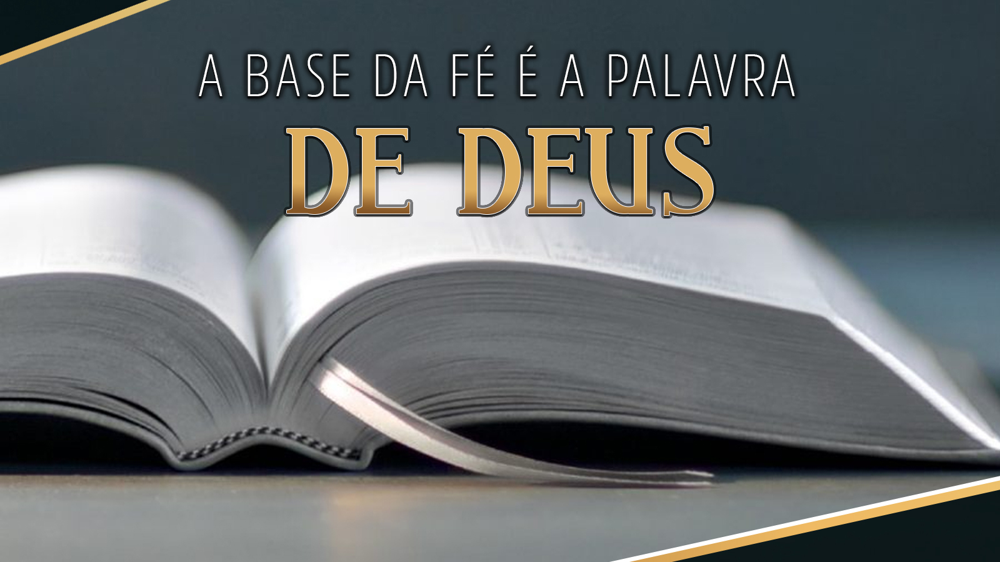 A BASE DA FÉ É A PALAVRA
DE DEUS